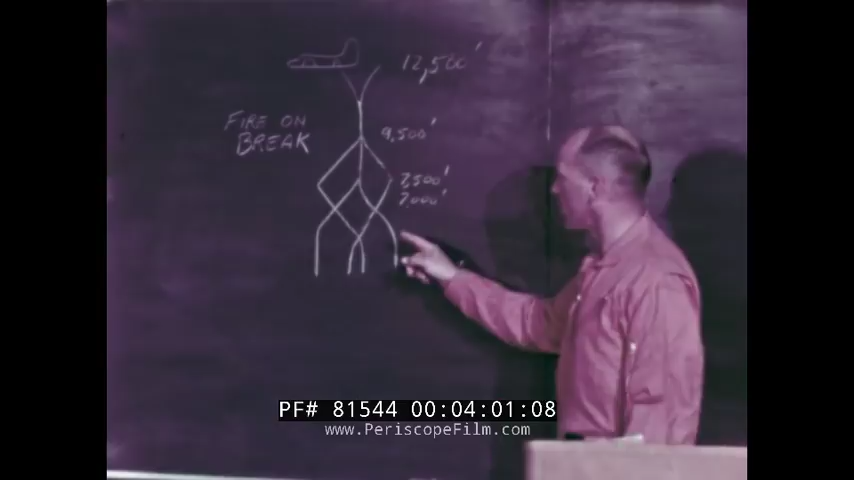 12,500'
FIRE ON
BREAK
9,500'
7,500'
7,000'
PF# 81544 00:04:01:08
www.PeriscopeFilm.com